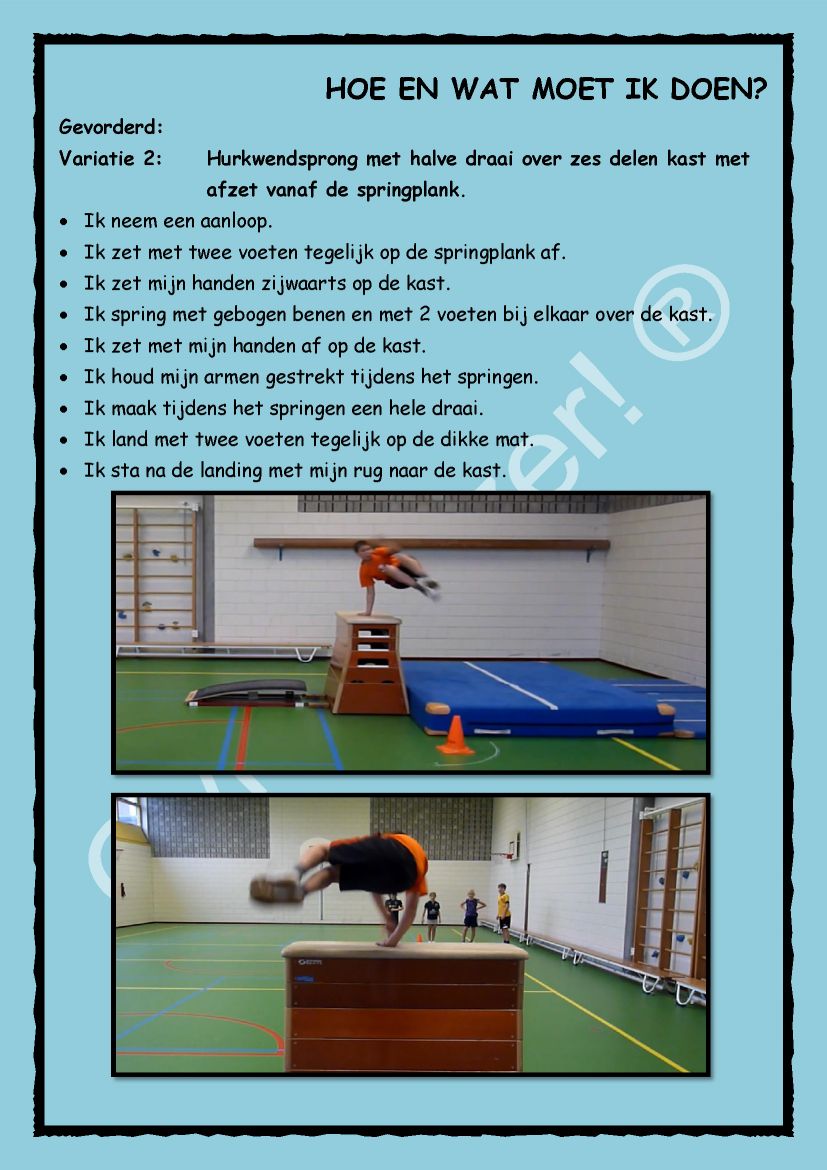 HOE EN WAT MOET IK DOEN?
Gevorderd:
Variatie 2: Hurkwendsprong met halve draai over zes delen kast met
afzet vanaf de springplank.
• Ik neem een aanloop.
• Ik zet met twee voeten tegelijk op de springplank af.
• Ik zet mijn handen zijwaarts op de kast.
• Ik spring met gebogen benen en met 2 voeten bij elkaar over de kast.
• Ik zet met mijn handen af op de kast.
• Ik houd mijn armen gestrekt tijdens het springen.
• Ik maak tijdens het springen een hele draai.
• Ik land met twee voeten tegelijk op de dikke mat.
• Ik sta na de landing met mijn rug naar de kast.